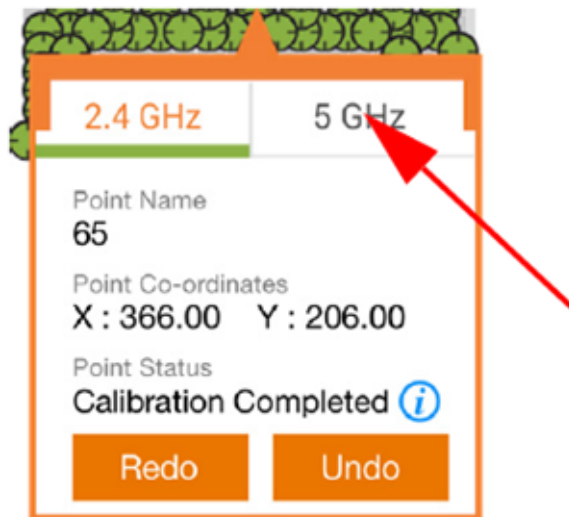 2.4 GHz 5 GHz
Point Name
65
Point Co-ordinates
X : 366.00 Y : 206.00
Point Status
Calibration Completed i
Redo Undo